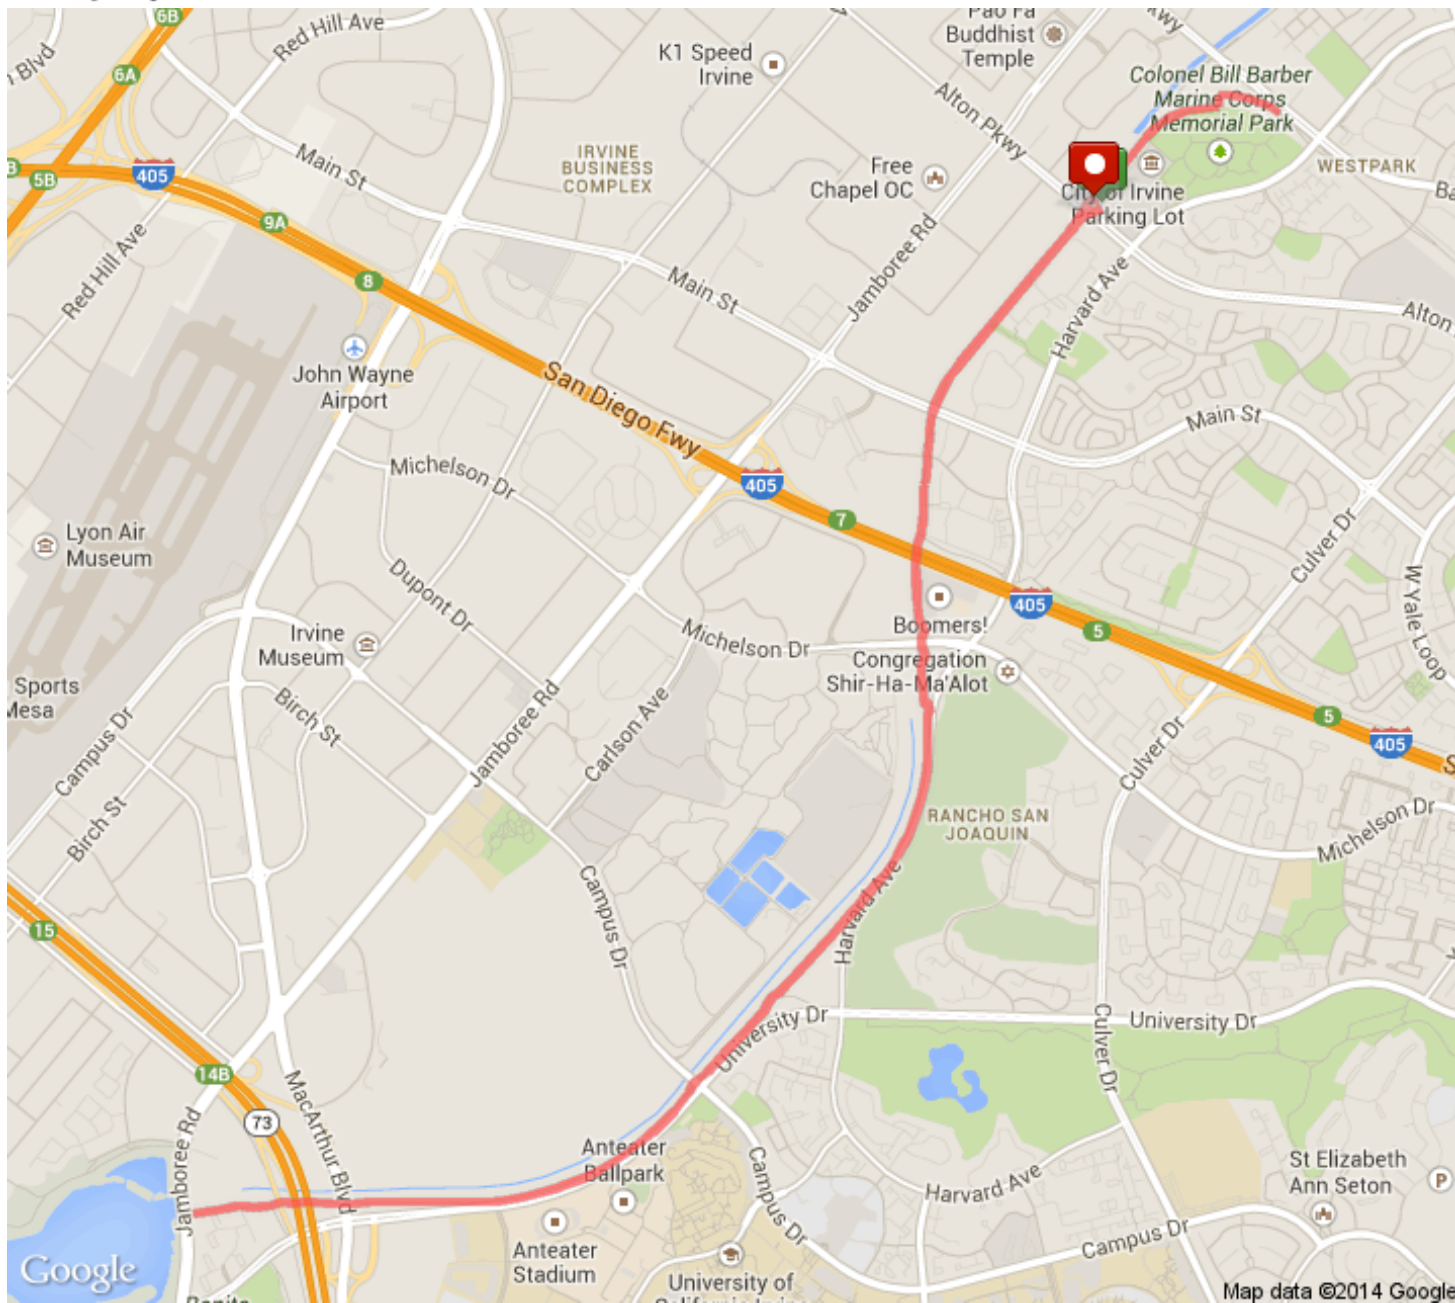 6B
Red Hill Ave
6A
K1 Speed
Irvine
Pao Fa
Buddhist
Temple
Colonel Bill Barber
Marine Corps
Memorial Park
Alton Pkwy
Main St
IRVINE
BUSINESS
COMPLEX
Free
Chapel OC
WESTPARK
405
5B
City of Irvine
Parking Lot
9A
Red Hill Ave
8
Main St
Jamboree Rd
Harvard Ave
Alton
John Wayne
Airport
San Diego Fwy
Main St
Michelson Dr
405
7
Lyon Air
Museum
Culver Dr
W Yale Loop
Dupont Dr
405
5
Boomers!
Irvine
Museum
Michelson Dr
Congregation
Shir-Ha-Ma'Alot
Sports
Mesa
Birch St
Campus Dr
Jamboree Rd
Carlson Ave
Culver Dr
5
405
Birch St
RANCHO SAN
JOAQUIN
Michelson Dr
Campus Dr
Harvard Ave
15
University Dr
University Dr
Culver Dr
14B
MacArthur Blvd
73
Jamboree Rd
Anteater
Ballpark
Campus Dr
Harvard Ave
St Elizabeth
Ann Seton
P
Campus Dr
Anteater
Stadium
University of
Google
Map data ©2014 Google